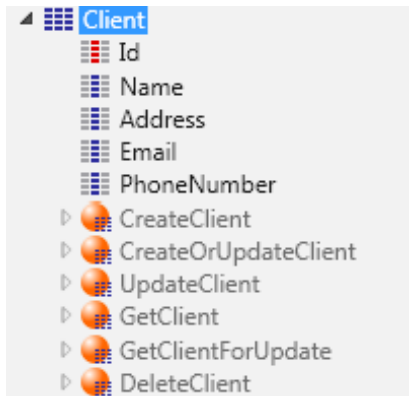 Client
Id
Name
Address
Email
PhoneNumber
CreateClient
CreateOrUpdateClient
UpdateClient
GetClient
GetClientForUpdate
DeleteClient